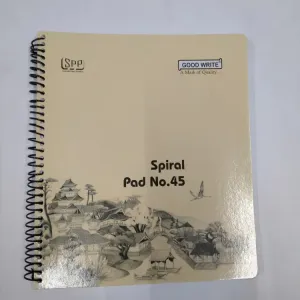 SPP
GOOD WRITE
A Mark of Quality
Spiral
Pad No.45